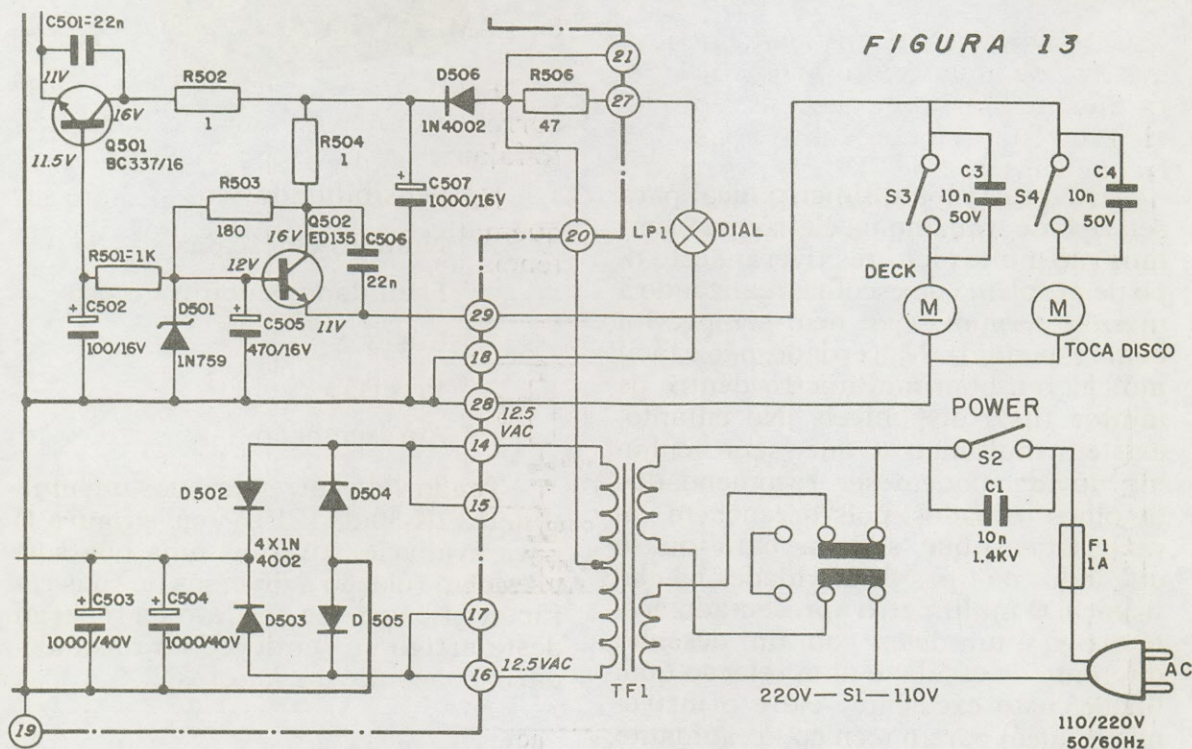 FIGURA 13
C501=22n
11V
16V
11.5V
Q501
BC337/16
R502
1
R504
1
R503
180
16V
Q502
ED135
C506
22n
12V
11V
R501=1K
C502
100/16V
D501
1N759
C505
470/16V
D506
1N4002
R506
47
C507
1000/16V
21
27
20
29
18
28
12.5
VAC
14
15
17
16
12.5VAC
19
LP1
DIAL
S3
C3
10n
50V
S4
C4
10n
50V
DECK
M
M
TOCA DISCO
D502
D504
4X1N
4002
D503
D505
C503
1000/40V
C504
1000/40V
TF1
POWER
S2
C1
10n
1.4KV
F1
1A
220V—S1—110V
AC
110/220V
50/60Hz